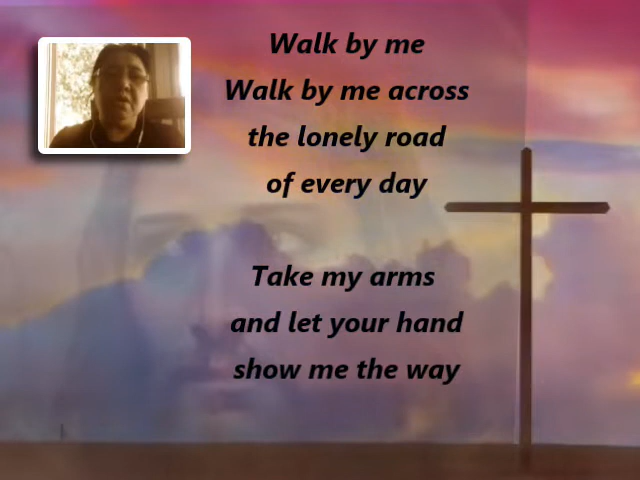 Walk by me
Walk by me across
the lonely road
of every day
Take my arms
and let your hand
show me the way